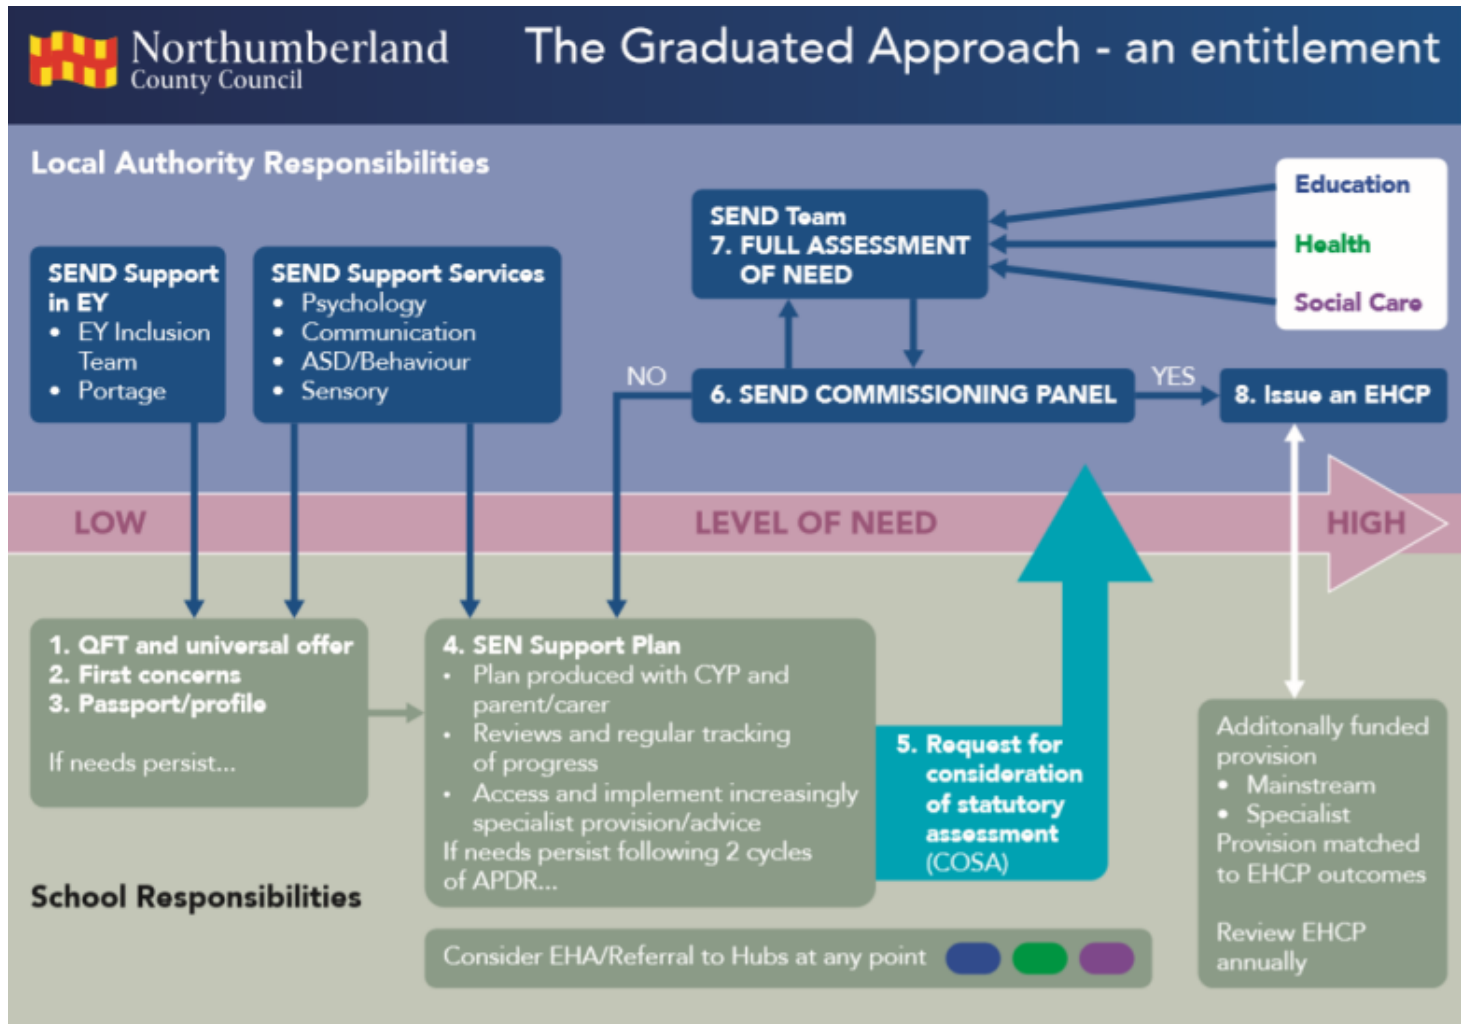 Northumberland
County Council
The Graduated Approach - an entitlement
Local Authority Responsibilities
SEND Support
in EY
• EY Inclusion
Team
• Portage
SEND Support Services
• Psychology
• Communication
• ASD/Behaviour
• Sensory
SEND Team
7. FULL ASSESSMENT
OF NEED
Education
Health
Social Care
NO
6. SEND COMMISSIONING PANEL
YES
8. Issue an EHCP
LOW
LEVEL OF NEED
HIGH
1. QFT and universal offer
2. First concerns
3. Passport/profile
If needs persist...
4. SEN Support Plan
• Plan produced with CYP and
parent/carer
• Reviews and regular tracking
of progress
• Access and implement increasingly
specialist provision/advice
If needs persist following 2 cycles
of APDR...
5. Request for
consideration
of statutory
assessment
(COSA)
Additonally funded
provision
• Mainstream
• Specialist
Provision matched
to EHCP outcomes
Review EHCP
annually
School Responsibilities
Consider EHA/Referral to Hubs at any point